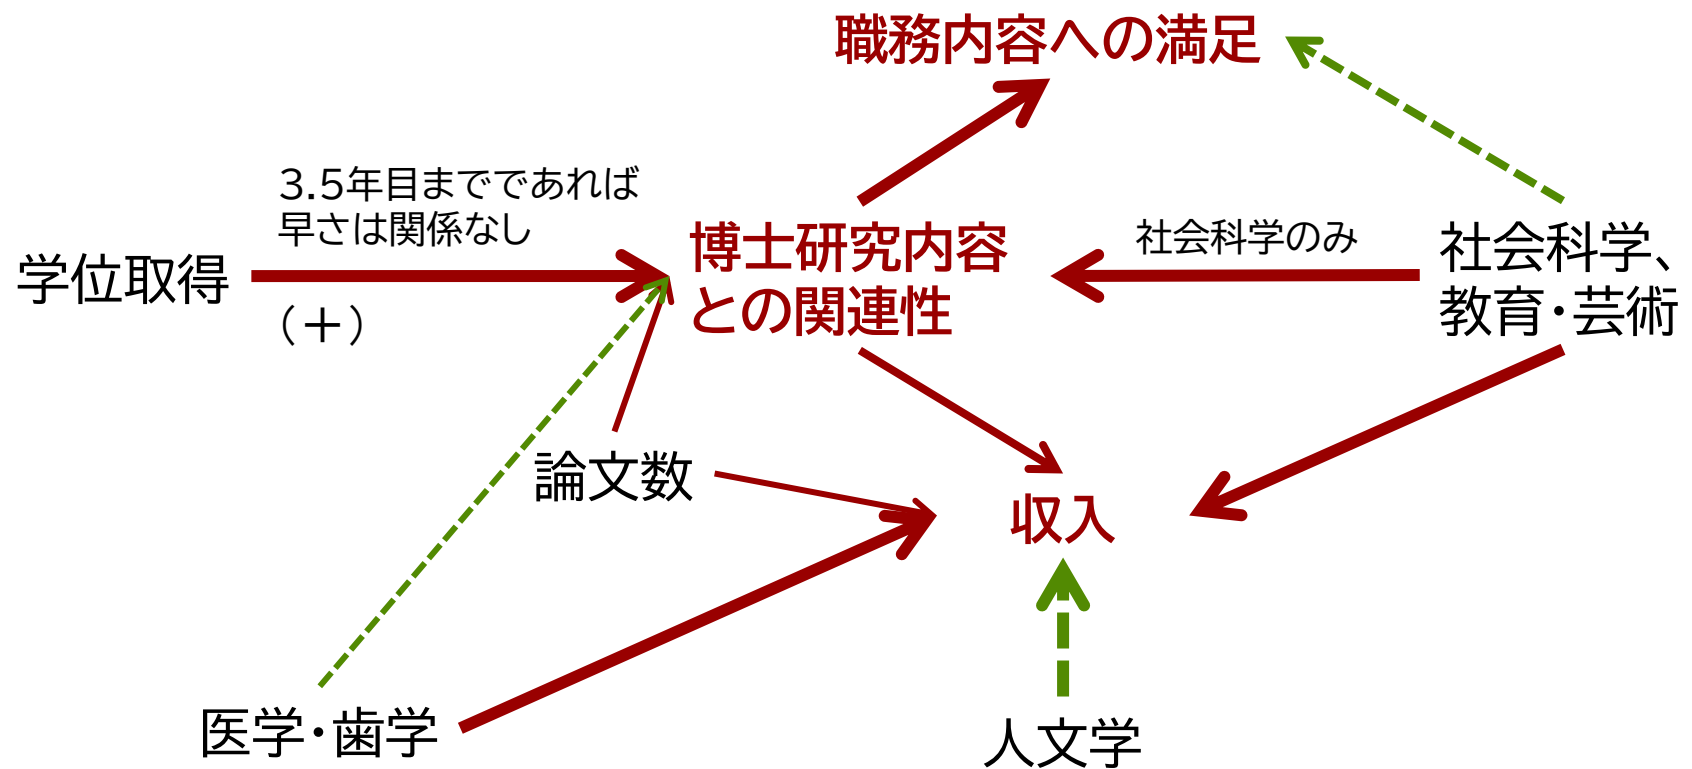 職務内容への満足
3.5年目までであれば
早さは関係なし
学位取得
（＋）
博士研究内容
との関連性
社会科学のみ
社会科学、
教育・芸術
論文数
収入
医学・歯学
人文学